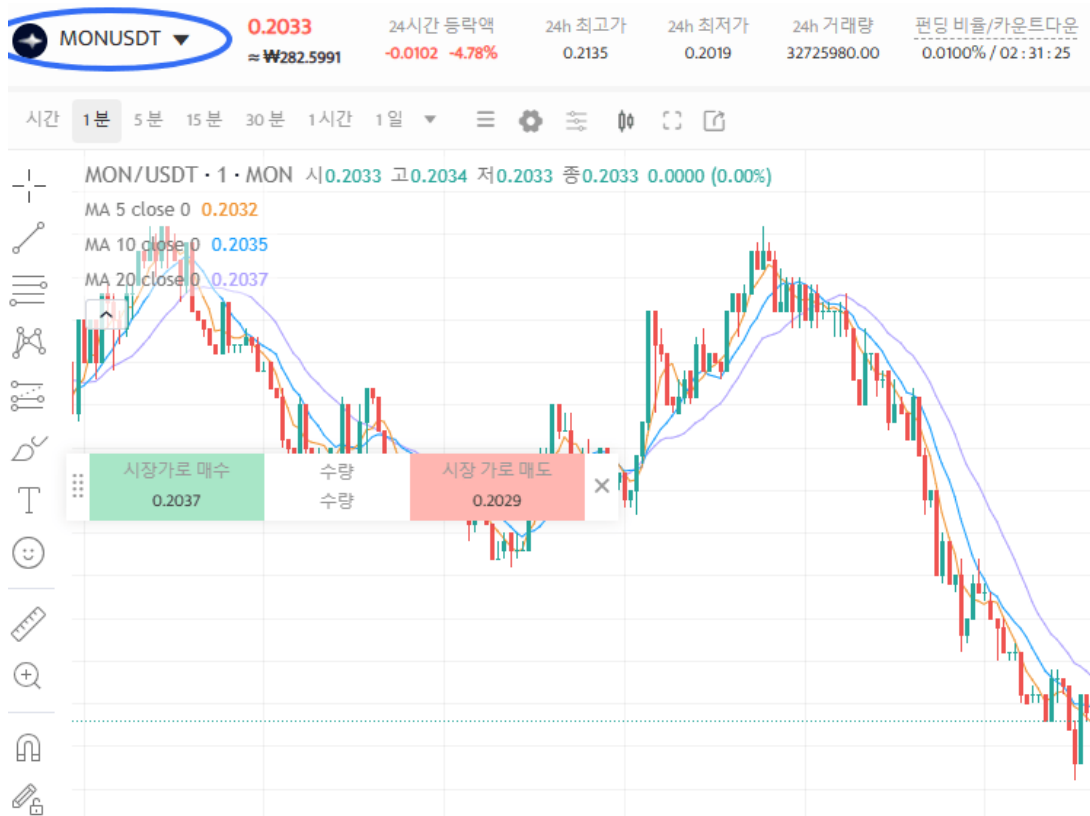 MONUSDT ▼
0.2033
≈ ₩282.5991
24시간 등락액
-0.0102 -4.78%
24h 최고가
0.2135
24h 최저가
0.2019
24h 거래량
32725980.00
펀딩 비율/카운트다운
0.0100% / 02 : 31 : 25
시간 1분 5분 15분 30분 1시간 1일
MON/USDT · 1 · MON 시0.2033 고0.2034 저0.2033 종0.2033 0.0000 (0.00%)
MA 5 close 0 0.2032
MA 10 close 0 0.2035
MA 20 close 0 0.2037
시장가로 매수
0.2037
수량
수량
시장 가로 매도
0.2029